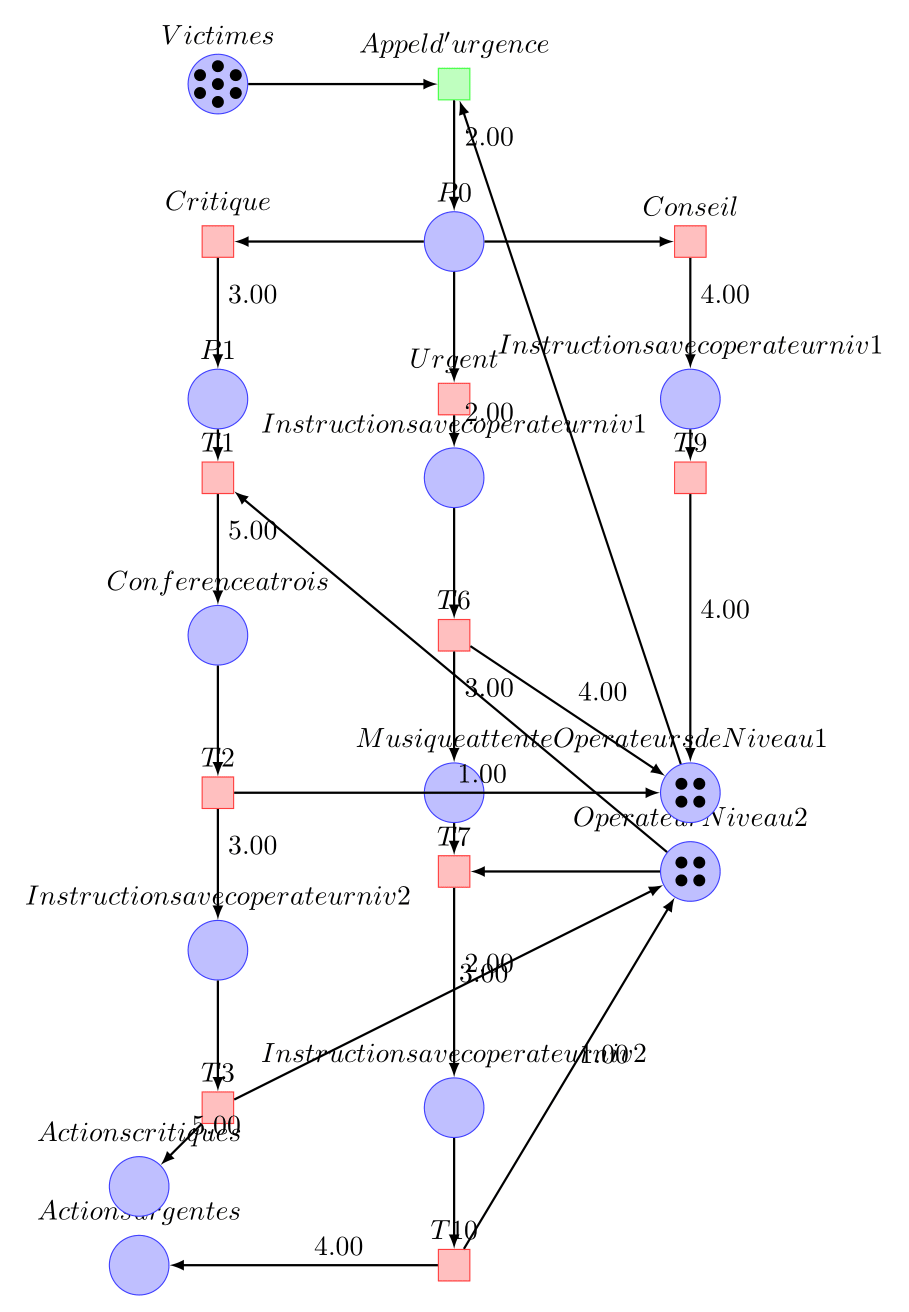 Victimes
Appeld'urgence
2.00
P0
Critique
Conseil
3.00
4.00
P1
Urgent
Instructionsavecoperateurniv1
2.00
Instructionsavecoperateurniv1
T1
T9
5.00
Conferenceatrois
T6
4.00
3.00
4.00
MusiqueattenteOperateursdeNiveau1
T2
1.00
OperateurNiveau2
T7
3.00
Instructionsavecoperateurniv2
2.00
3.00
Instructionsavecoperateurniv2
1.00
T3
5.00
Actionscritiques
Actionsurgentes
T10
4.00